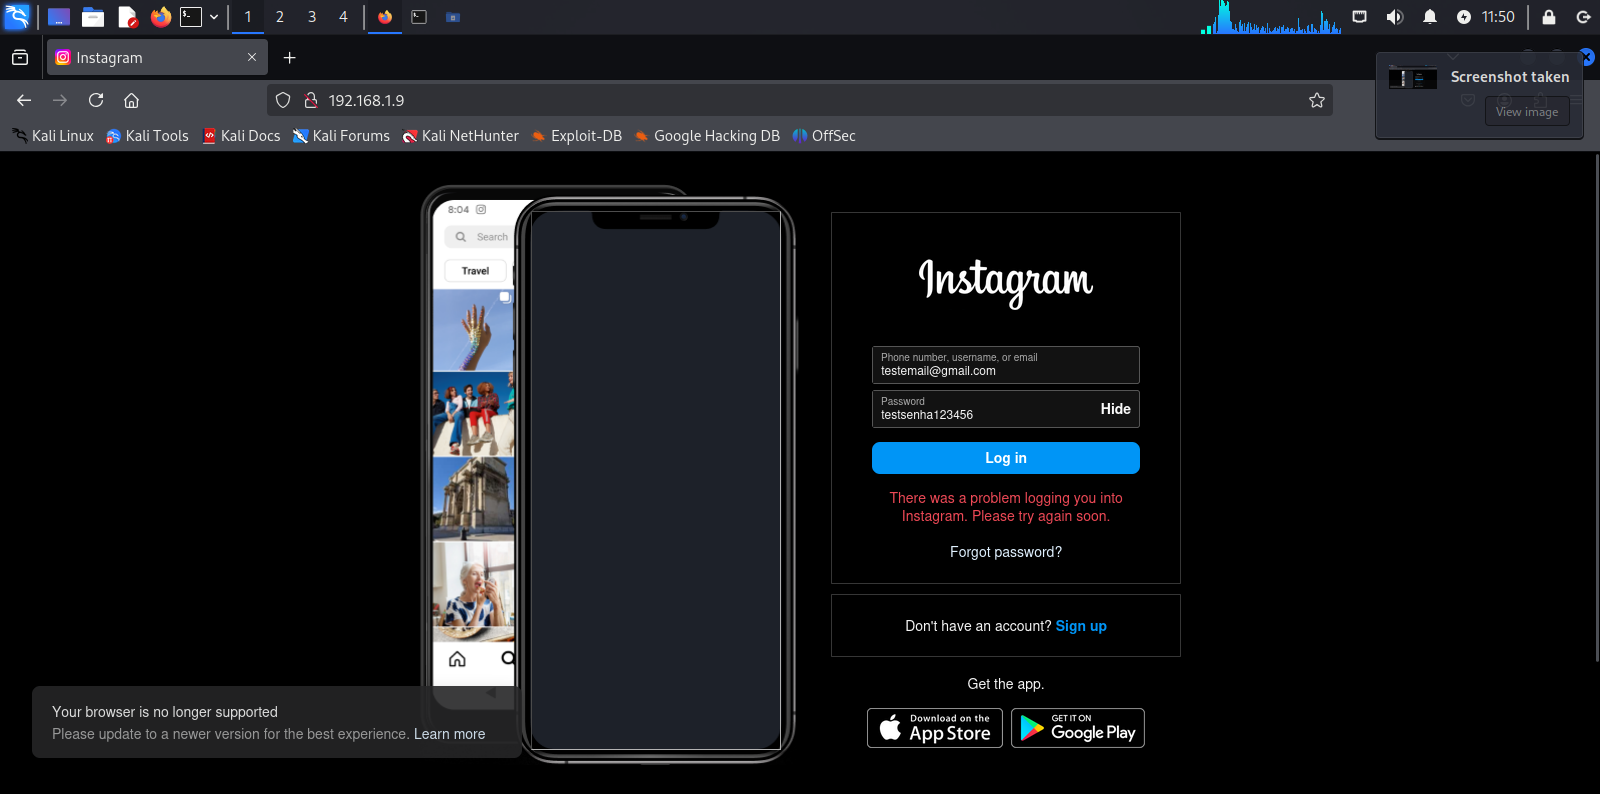 1 2 3 4
11:50
Instagram
Screenshot taken
View image
192.168.1.9
Kali Linux Kali Tools Kali Docs Kali Forums Kali NetHunter Exploit-DB Google Hacking DB OffSec
8:04
Search
Travel
Instagram
Phone number, username, or email
testemail@gmail.com
Password
testsenha123456
Hide
Log in
There was a problem logging you into
Instagram. Please try again soon.
Forgot password?
Don't have an account? Sign up
Get the app.
Download on the
App Store
GET IT ON
Google Play
Your browser is no longer supported
Please update to a newer version for the best experience. Learn more